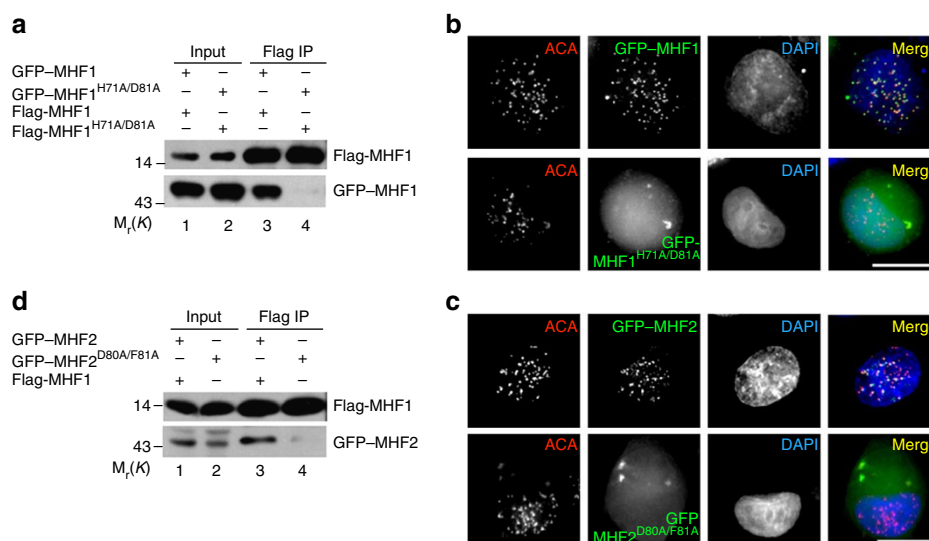 a
Input Flag IP
GFP–MHF1 + – + –
GFP–MHF1H71A/D81A – + – +
Flag-MHF1 + – + –
Flag-MHF1H71A/D81A – + – +
14 Flag-MHF1
43 GFP–MHF1
Mr(K) 1 2 3 4
b
ACA GFP–MHF1 DAPI Merg
ACA DAPI Merg
GFP-
MHF1H71A/D81A
d
Input Flag IP
GFP–MHF2 + – + –
GFP–MHF2D80A/F81A – + – +
Flag-MHF1 + – + –
14 Flag-MHF1
43 GFP–MHF2
Mr(K) 1 2 3 4
c
ACA GFP–MHF2 DAPI Merg
ACA DAPI Merg
GFP
MHF2D80A/F81A